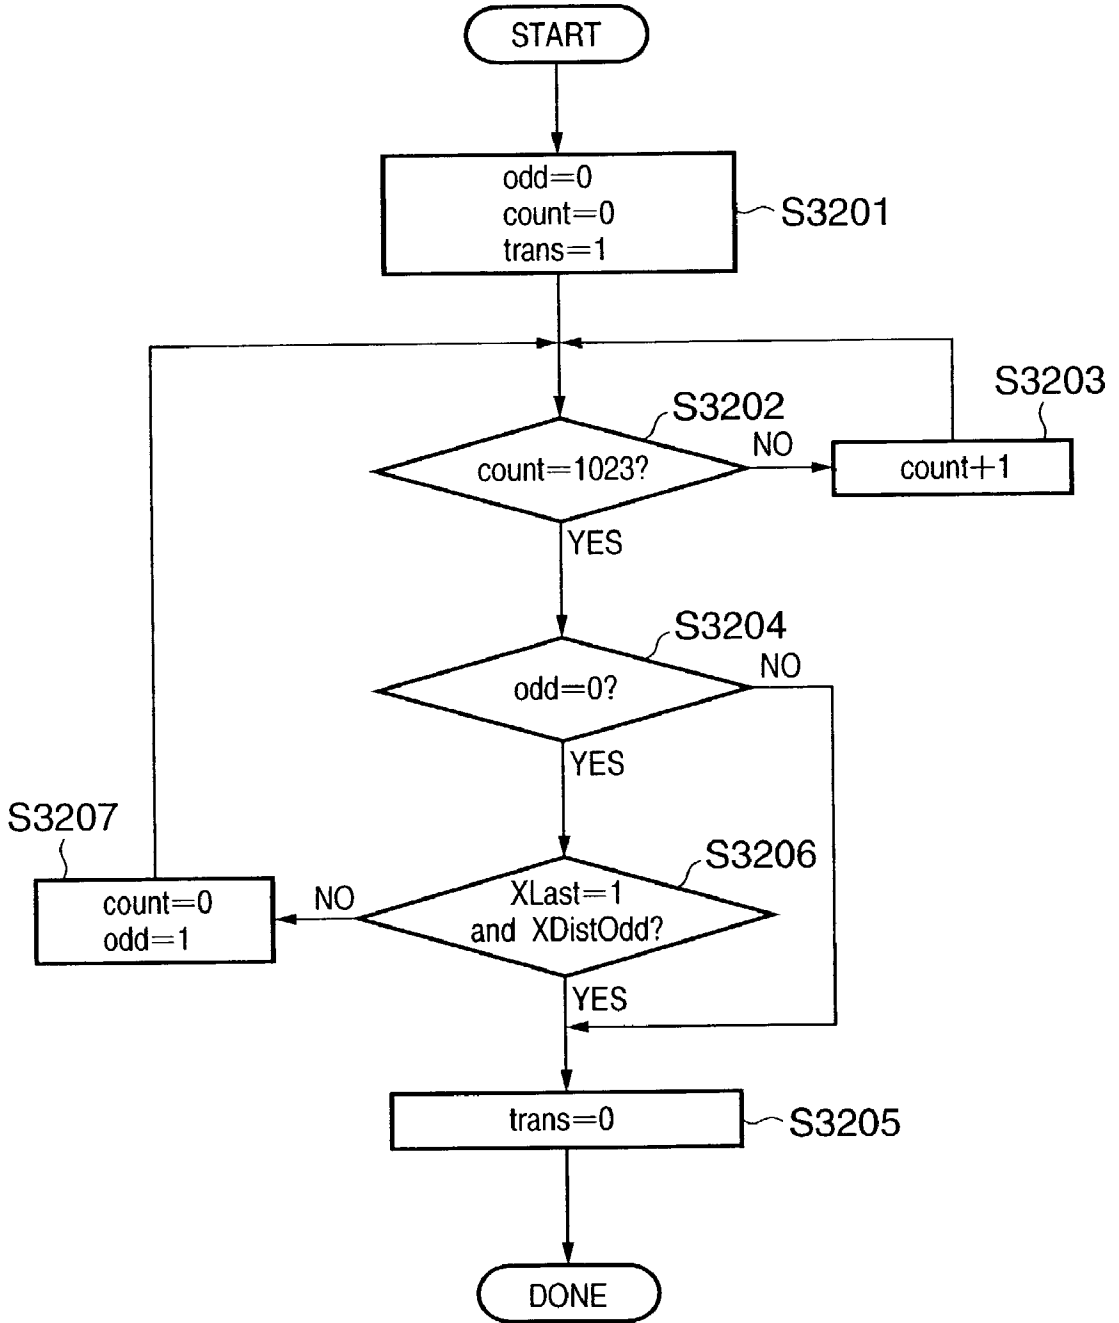 START
odd=0
count=0
trans=1
S3201
S3203
S3202
count=1023?
NO
count+1
YES
S3204
odd=0?
NO
YES
S3207
count=0
odd=1
NO
S3206
XLast=1
and XDistOdd?
YES
trans=0
S3205
DONE